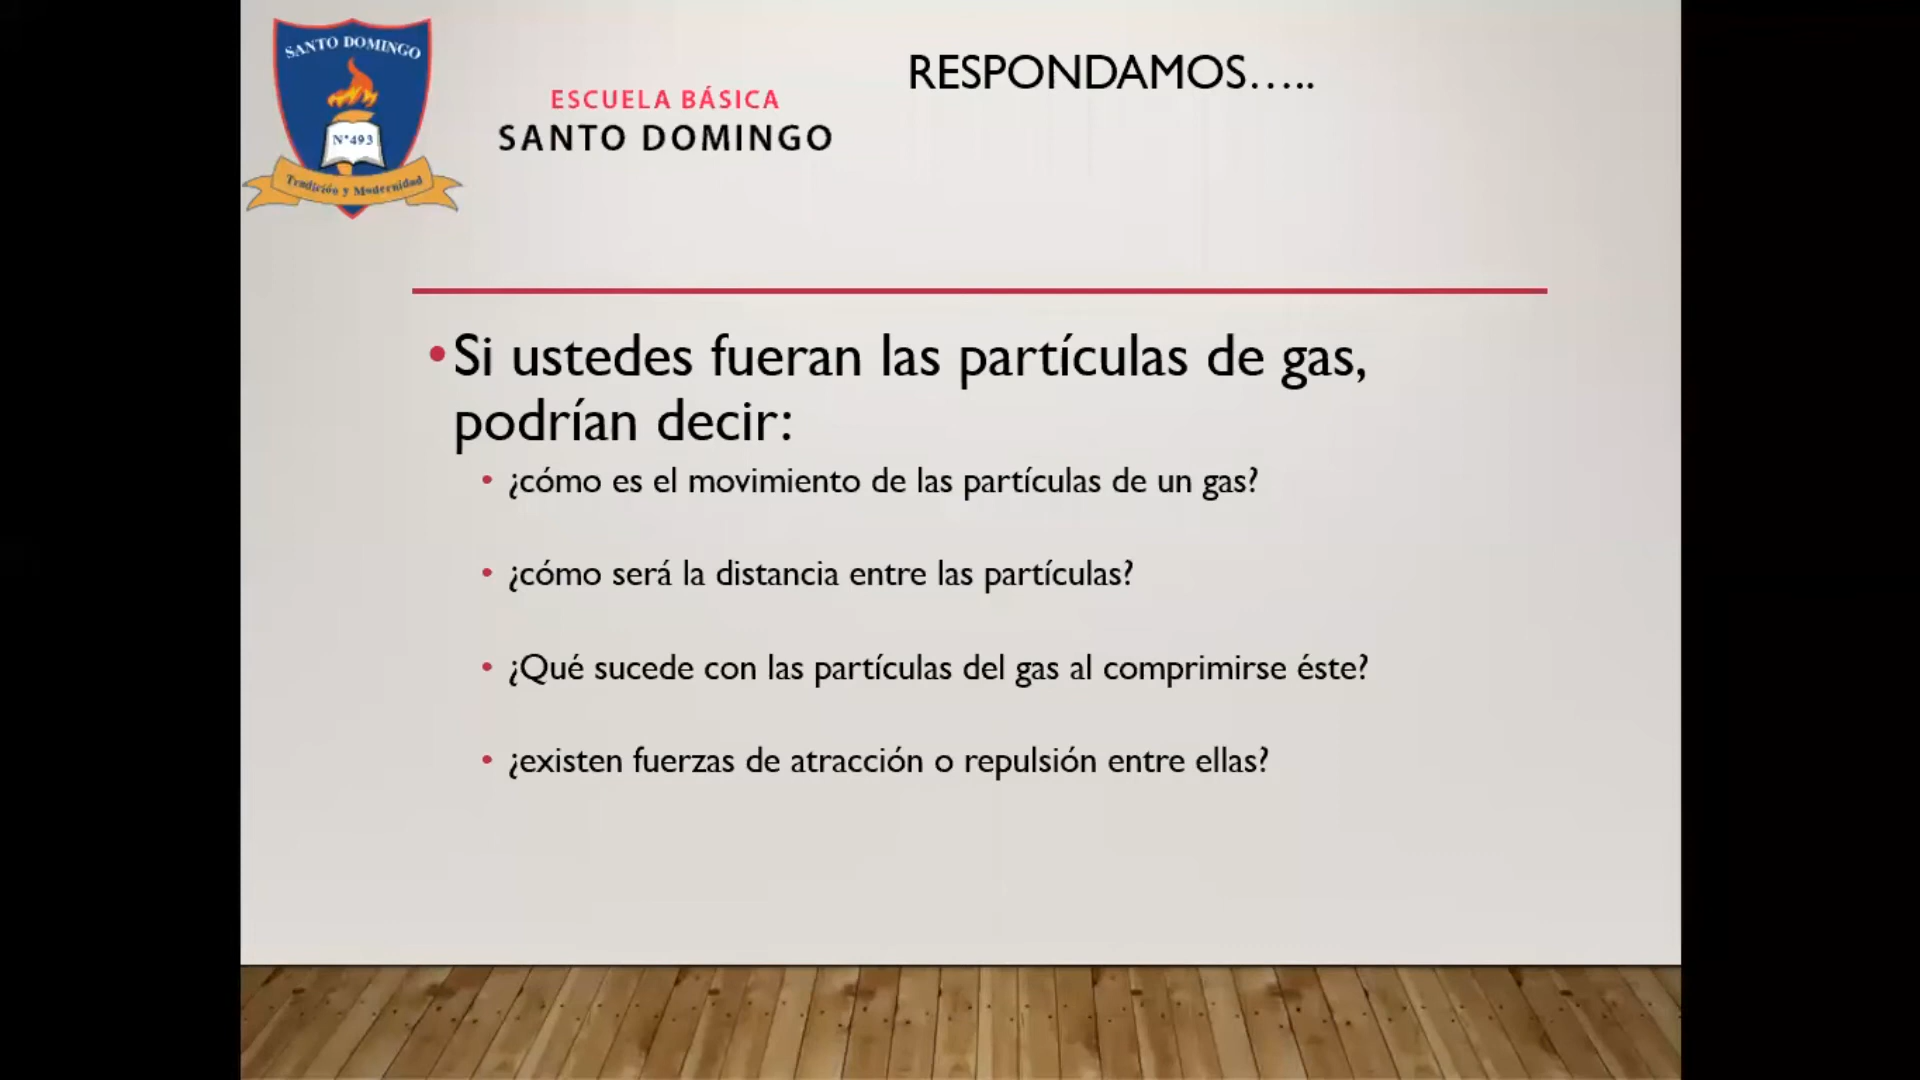 SANTO DOMINGO
N°493
Tradición y Modernidad
ESCUELA BÁSICA
SANTO DOMINGO
RESPONDAMOS…..
•Si ustedes fueran las partículas de gas,
podrían decir:
• ¿cómo es el movimiento de las partículas de un gas?
• ¿cómo será la distancia entre las partículas?
• ¿Qué sucede con las partículas del gas al comprimirse éste?
• ¿existen fuerzas de atracción o repulsión entre ellas?